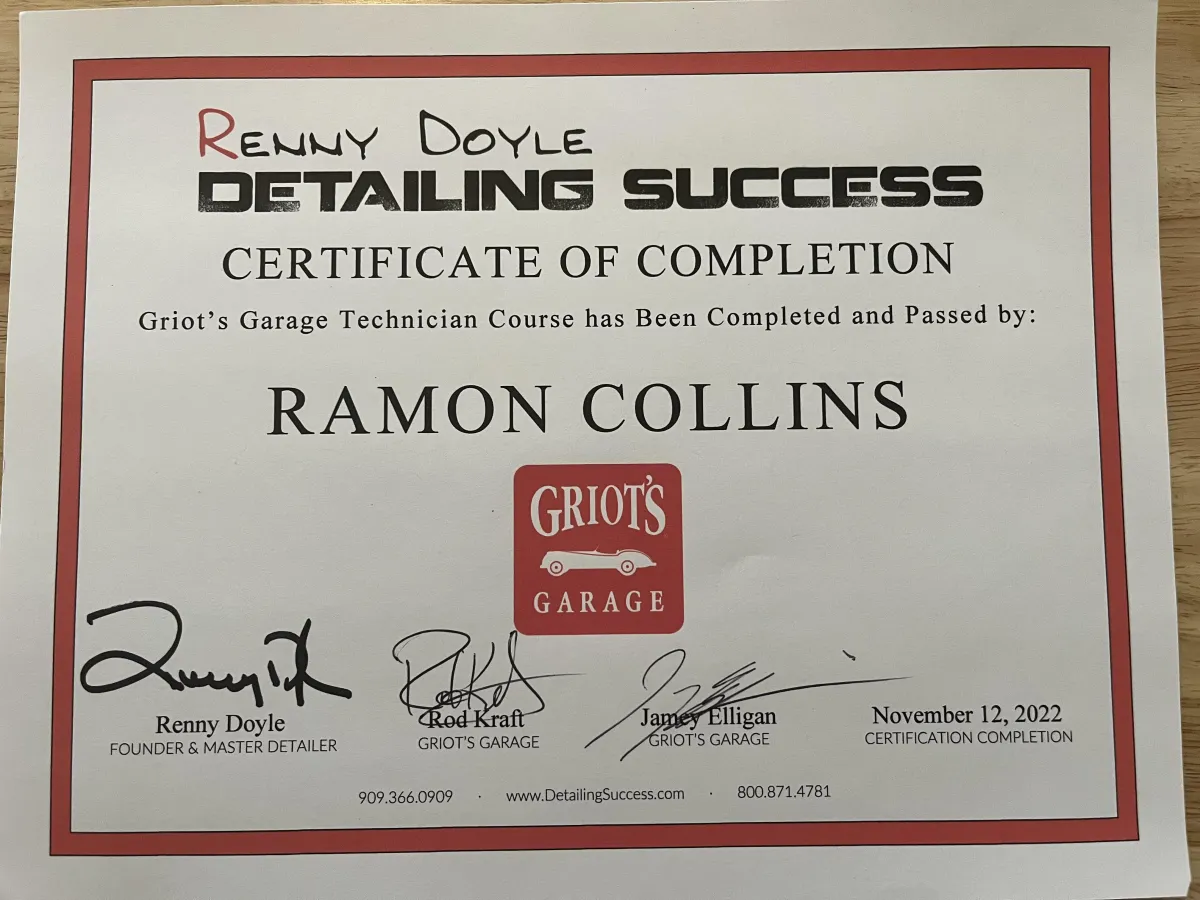 RENNY DOYLE
DETAILING SUCCESS
CERTIFICATE OF COMPLETION
Griot's Garage Technician Course has Been Completed and Passed by:
RAMON COLLINS
GRIOT'S
GARAGE
Renny Doyle
Rod Kraft
Jamey Elligan
November 12, 2022
FOUNDER & MASTER DETAILER
GRIOT'S GARAGE
GRIOT'S GARAGE
CERTIFICATION COMPLETION
909.366.0909 · www.DetailingSuccess.com · 800.871.4781